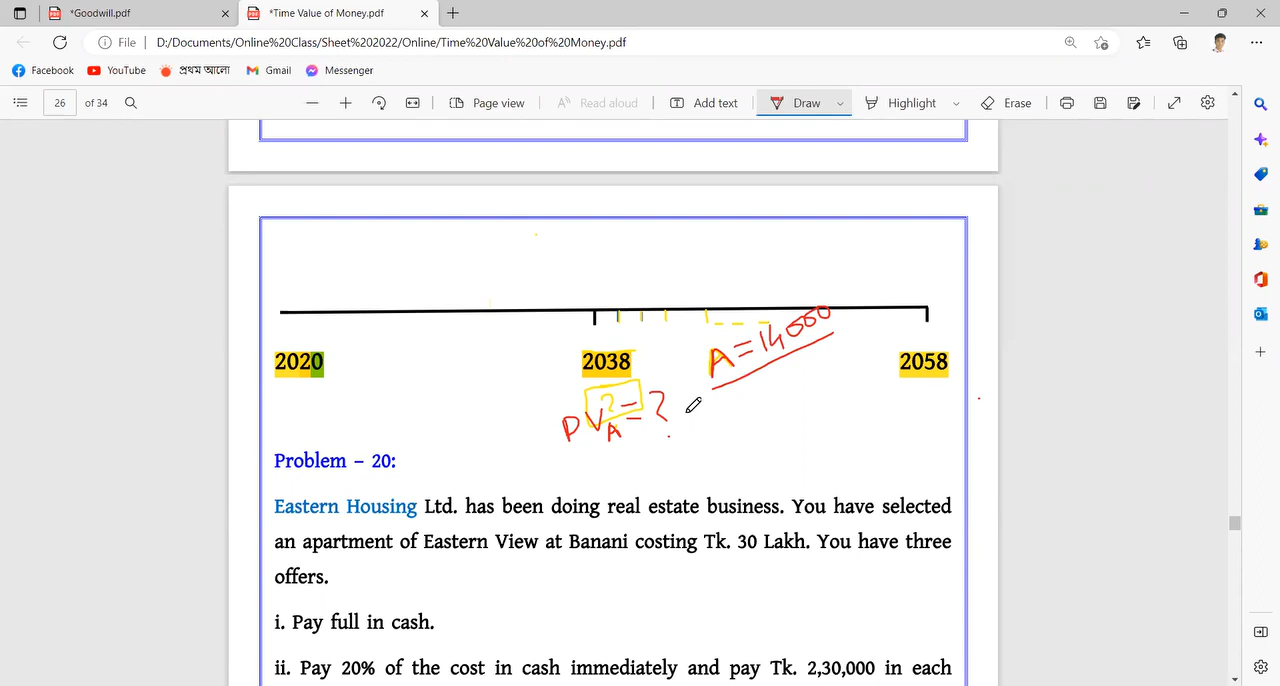 *Goodwill.pdf
*Time Value of Money.pdf
File D:/Documents/Online%20Class/Sheet%202022/Online/Time%20Value%20of%20Money.pdf
Facebook YouTube প্রথম আলো Gmail Messenger
26 of 34 Page view Read aloud Add text Draw Highlight Erase
A = 14000
2020 2038 2058
? =
PVA = ?
Problem – 20:
Eastern Housing Ltd. has been doing real estate business. You have selected
an apartment of Eastern View at Banani costing Tk. 30 Lakh. You have three
offers.
i. Pay full in cash.
ii. Pay 20% of the cost in cash immediately and pay Tk. 2,30,000 in each